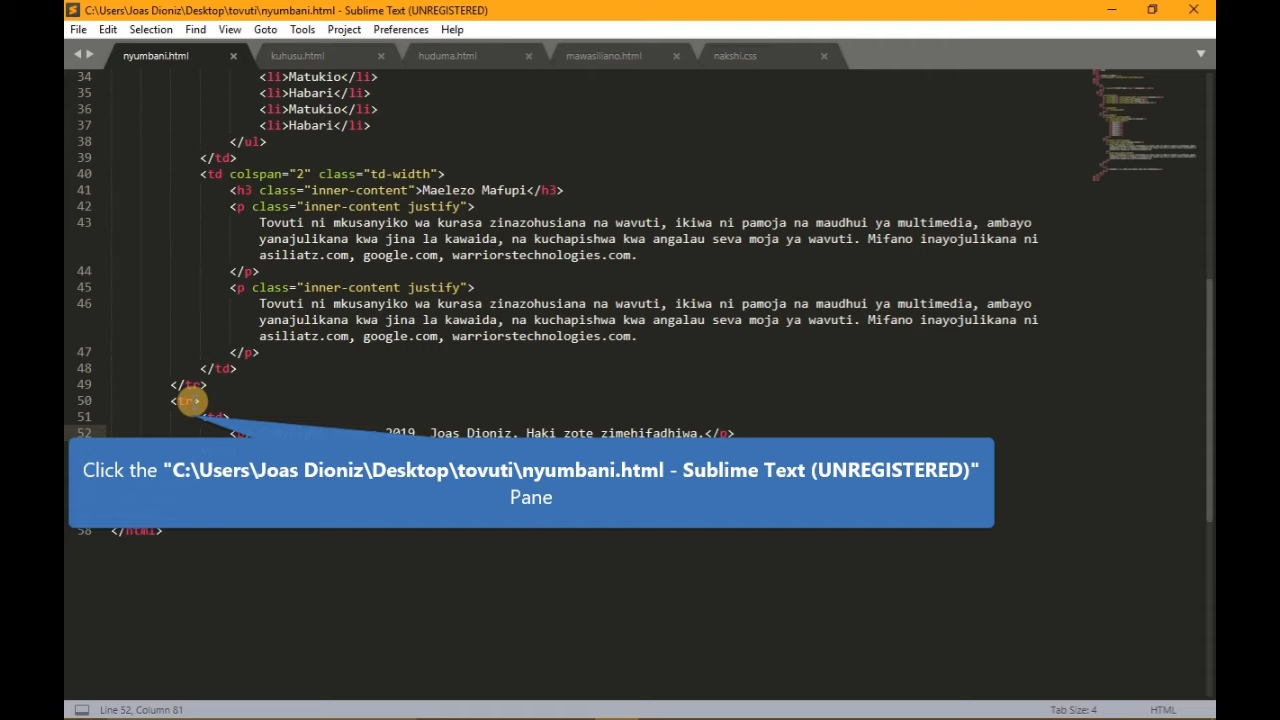 C:\Users\Joas Dioniz\Desktop\tovuti\nyumbani.html - Sublime Text (UNREGISTERED)
File Edit Selection Find View Goto Tools Project Preferences Help
nyumbani.html kuhusu.html huduma.html mawasiliano.html nakshi.css
34 <li>Matukio</li>
35 <li>Habari</li>
36 <li>Matukio</li>
37 <li>Habari</li>
38 </ul>
39 </td>
40 <td colspan="2" class="td-width">
41 <h3 class="inner-content">Maelezo Mafupi</h3>
42 <p class="inner-content justify">
43 Tovuti ni mkusanyiko wa kurasa zinazohusiana na wavuti, ikiwa ni pamoja na maudhui ya multimedia, ambayo
yanajulikana kwa jina la kawaida, na kuchapishwa kwa angalau seva moja ya wavuti. Mifano inayojulikana ni
asiliatz.com, google.com, warriorstechnologies.com.
44 </p>
45 <p class="inner-content justify">
46 Tovuti ni mkusanyiko wa kurasa zinazohusiana na wavuti, ikiwa ni pamoja na maudhui ya multimedia, ambayo
yanajulikana kwa jina la kawaida, na kuchapishwa kwa angalau seva moja ya wavuti. Mifano inayojulikana ni
asiliatz.com, google.com, warriorstechnologies.com.
47 </p>
48 </td>
49 </tr>
50 <tr>
51 <td>
52 2019, Joas Dioniz. Haki zote zimehifadhiwa.</p>
Click the "C:\Users\Joas Dioniz\Desktop\tovuti\nyumbani.html - Sublime Text (UNREGISTERED)"
Pane
58 </html>
Line 52, Column 81 Tab Size: 4 HTML